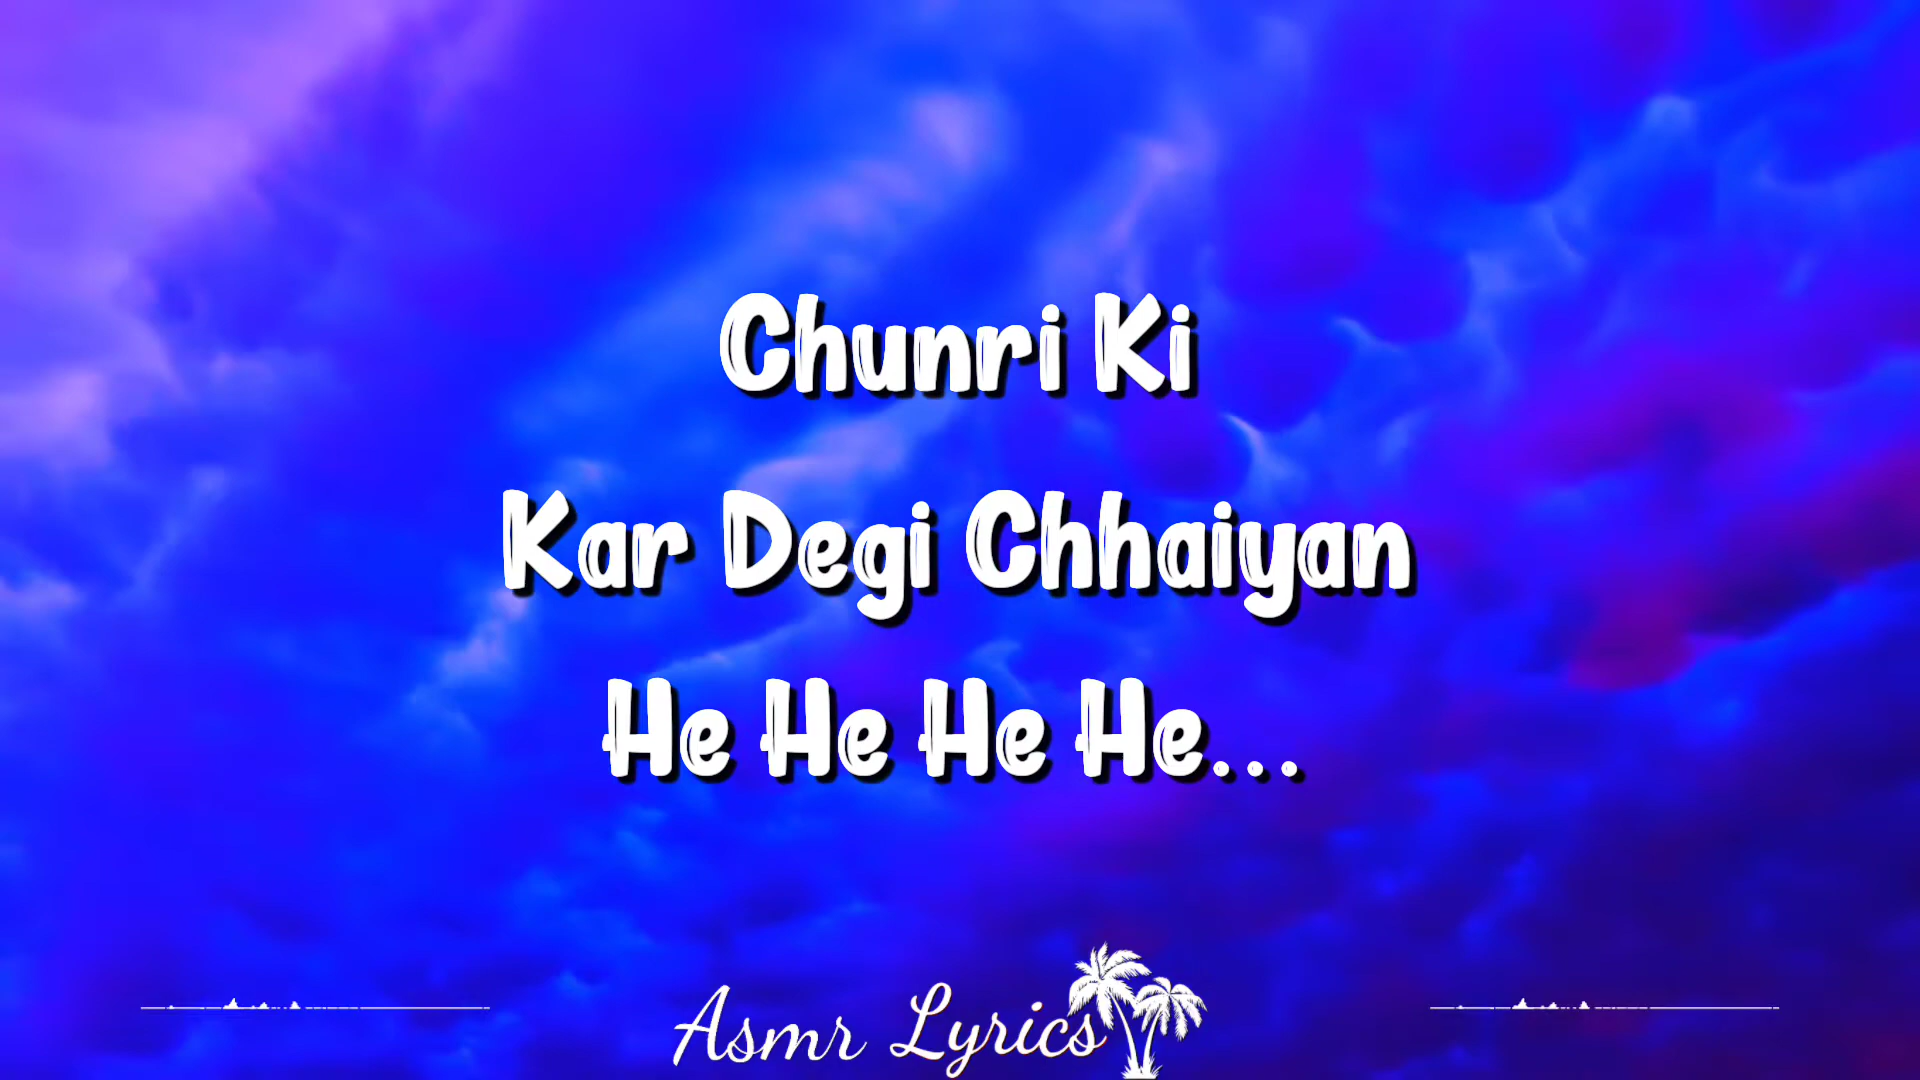 Chunri Ki
Kar Degi Chhaiyan
He He He He...
Asmr Lyrics